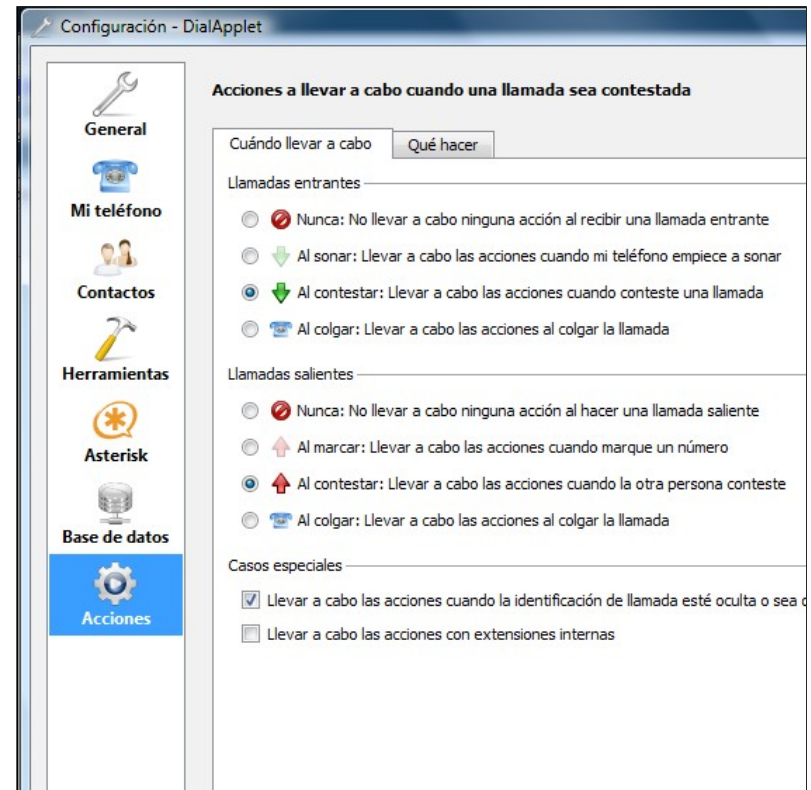 Configuración - DialApplet
General
Mi teléfono
Contactos
Herramientas
Asterisk
Base de datos
Acciones
Acciones a llevar a cabo cuando una llamada sea contestada
Cuándo llevar a cabo
Qué hacer
Llamadas entrantes
Nunca: No llevar a cabo ninguna acción al recibir una llamada entrante
Al sonar: Llevar a cabo las acciones cuando mi teléfono empiece a sonar
Al contestar: Llevar a cabo las acciones cuando conteste una llamada
Al colgar: Llevar a cabo las acciones al colgar la llamada
Llamadas salientes
Nunca: No llevar a cabo ninguna acción al hacer una llamada saliente
Al marcar: Llevar a cabo las acciones cuando marque un número
Al contestar: Llevar a cabo las acciones cuando la otra persona conteste
Al colgar: Llevar a cabo las acciones al colgar la llamada
Casos especiales
Llevar a cabo las acciones cuando la identificación de llamada esté oculta o sea
Llevar a cabo las acciones con extensiones internas